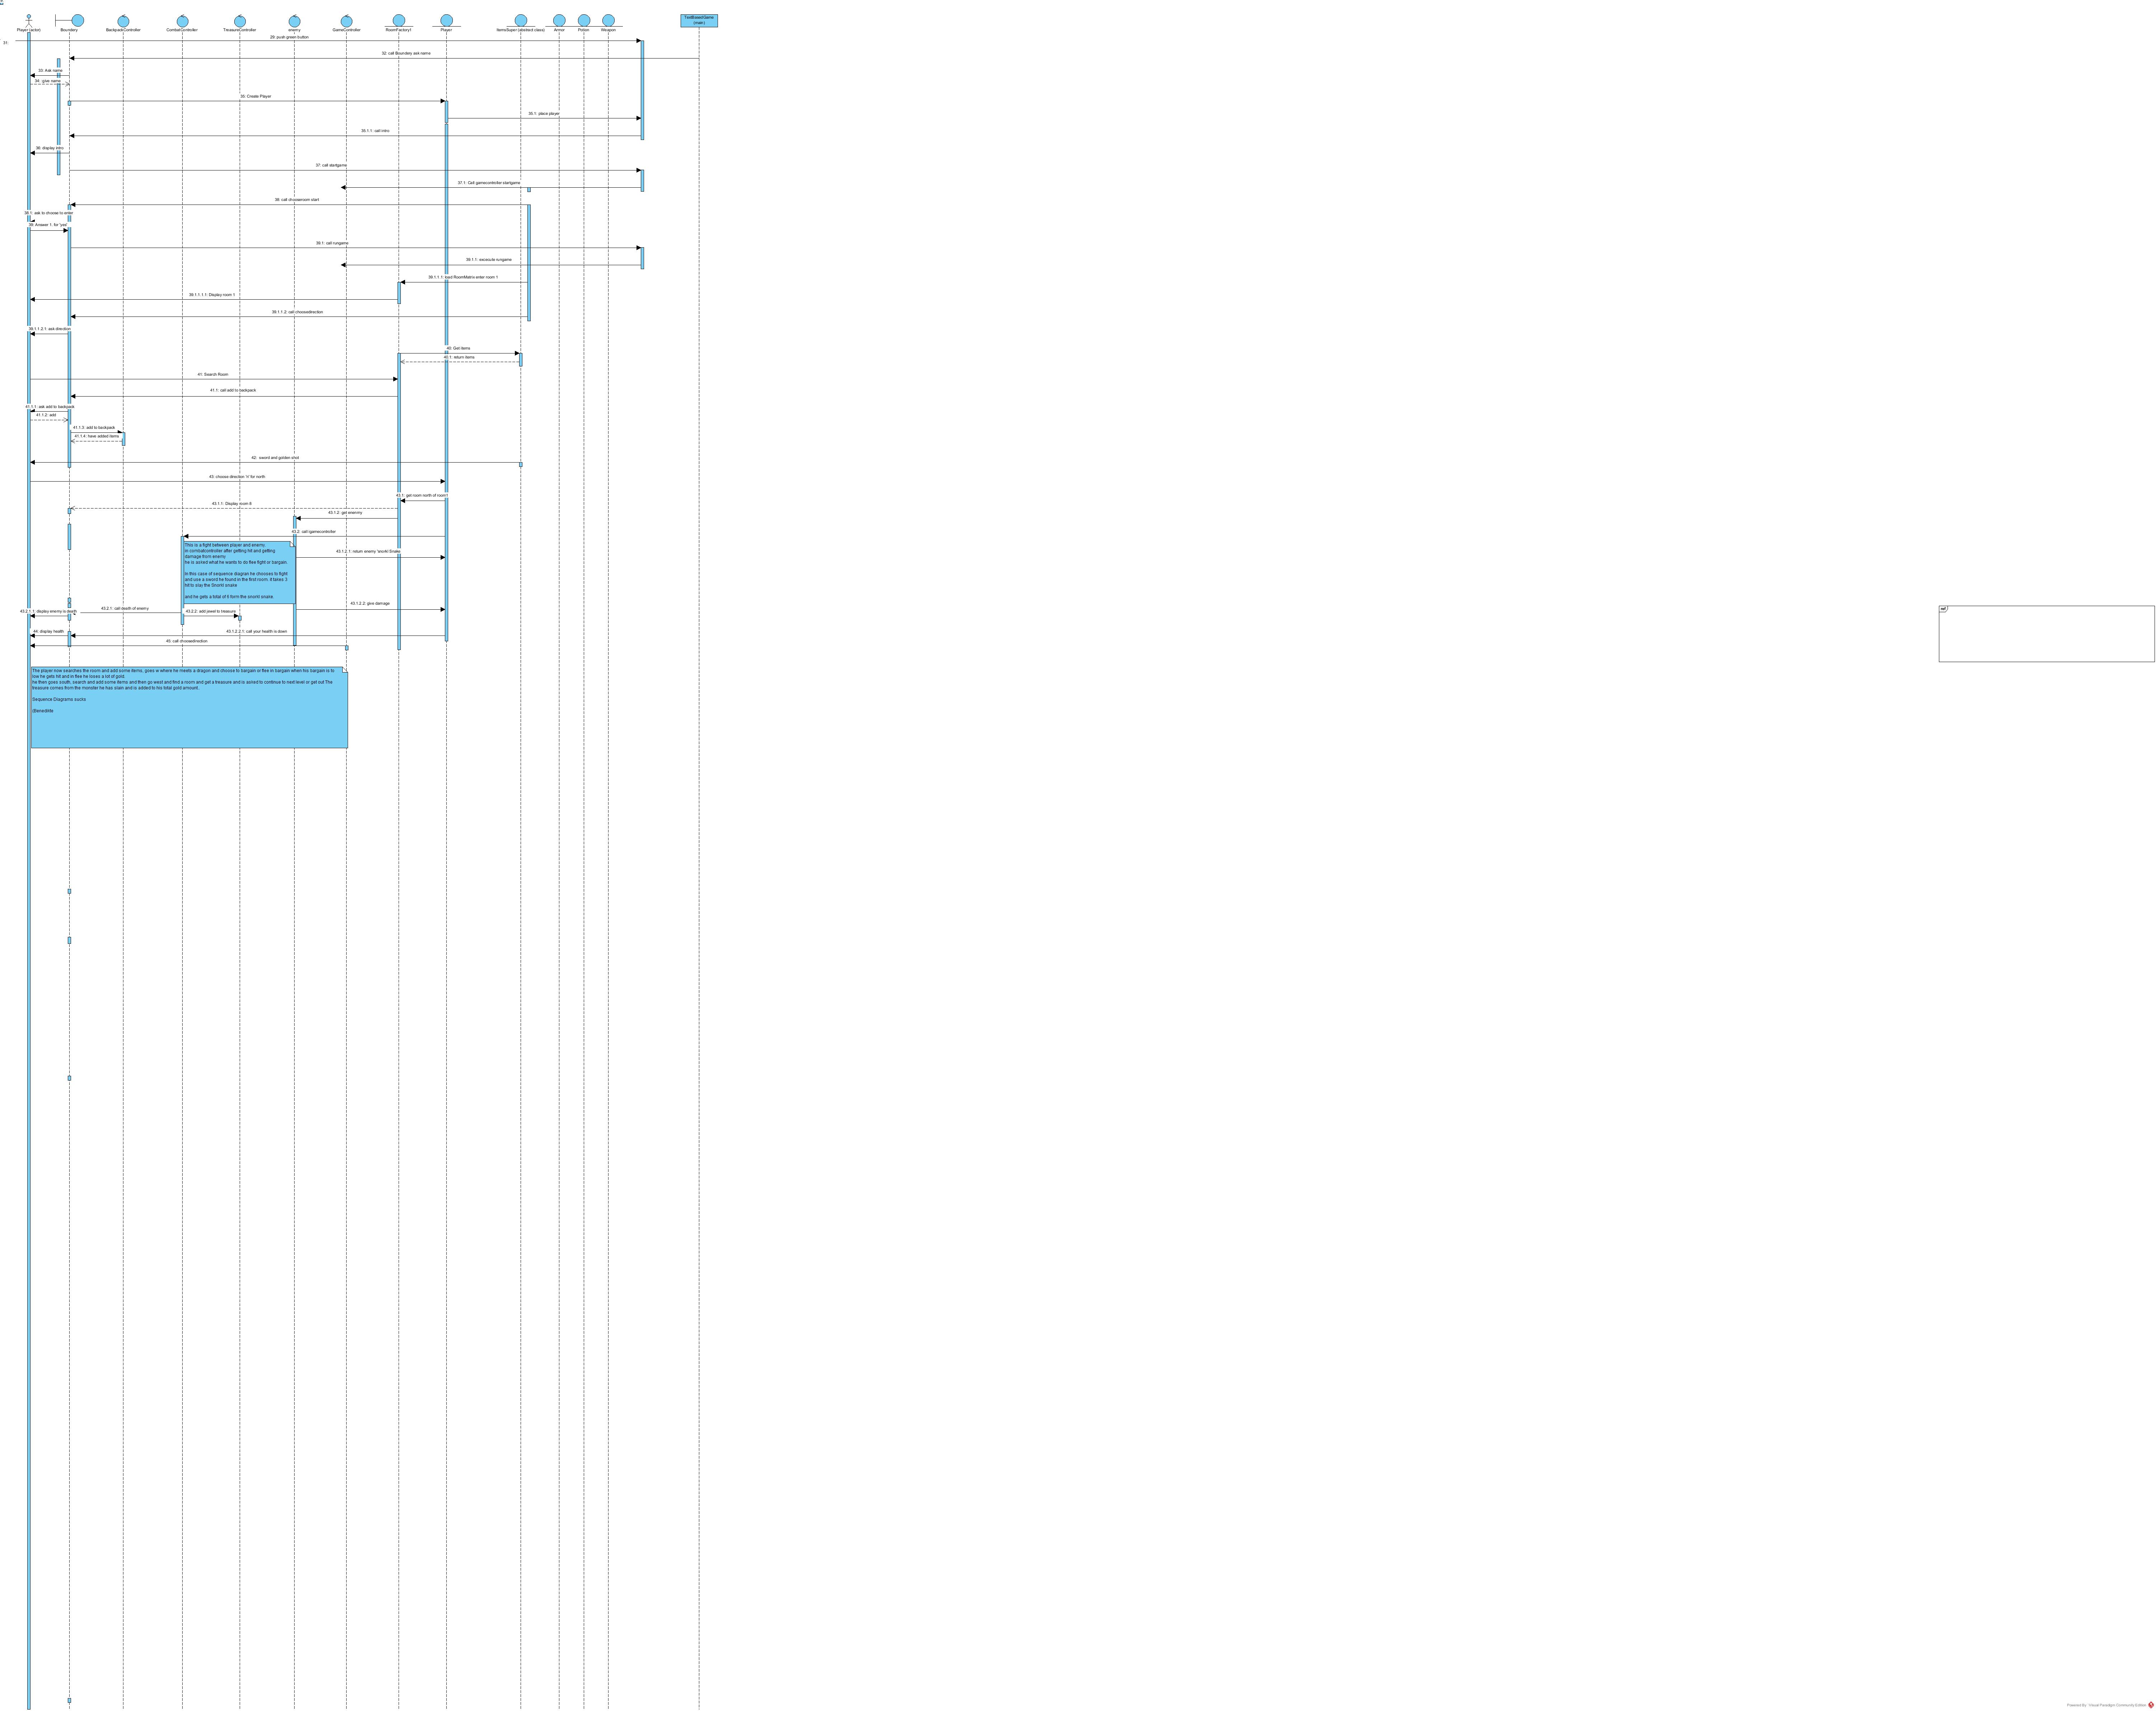 Player (actor)
Boundery
BackpackController
CombatController
TreasureController
enemy
GameController
RoomFactory1
Player
ItemsSuper (abstract class)
Armor
Potion
Weapon
TextBasedGame
(main)
29: push green button
31:
32: call Boundery ask name
33: Ask name
34: give name
35: Create Player
35.1: place player
35.1.1: call intro
36: display intro
37: call startgame
37.1: Call gamecontroller startgame
38: call chooseroom start
38.1: ask to choose to enter
39: Answer 1. for 'yes'
39.1: call rungame
39.1.1: excecute rungame
39.1.1.1: load RoomMatrix enter room 1
39.1.1.1.1: Display room 1
39.1.1.2: call choosedirection
39.1.1.2.1: ask direction
40: Get items
40.1: return items
41: Search Room
41.1: call add to backpack
41.1.1: ask add to backpack
41.1.2: add
41.1.3: add to backpack
41.1.4: have added items
42: sword and golden shot
43: choose direction 'n' for north
43.1: get room north of room1
43.1.1: Display room 6
43.1.2: get enenmy
43.2: call igamecontroller
This is a fight between player and enemy.
in combatcontroller after getting hit and getting
damage from enemy
he is asked what he wants to do flee fight or bargain.
In this case of sequence diagran he shooses to fight
and use a sword he found in the first room. it takes 3
hit to slay the Snorkl snake
and he gets a total of 5 form the snorkl snake.
43.1.2.1: return enemy 'snorkl Snake
43.1.2.2: give damage
43.2.1: call death of enemy
43.2.1.1: display enemy is death
43.2.2: add jewel to treasure
43.1.2.2.1: call your health is down
44: display health
45: call choosedirection
ref
The player now searches the room and add some items, goes w where he meets a dragon and choose to bargain or flee in bargain when his bargain is to
low he gets hit and in flee he loses a lot of gold.
he then goes south, search and add some items and then go west and find a room and get a treasure and is asked to continue to next level or get out The
treasure comes from the monster he has slain and is added to his total gold amount.
Sequence Diagrams sucks
Powered By Visual Paradigm Community Edition